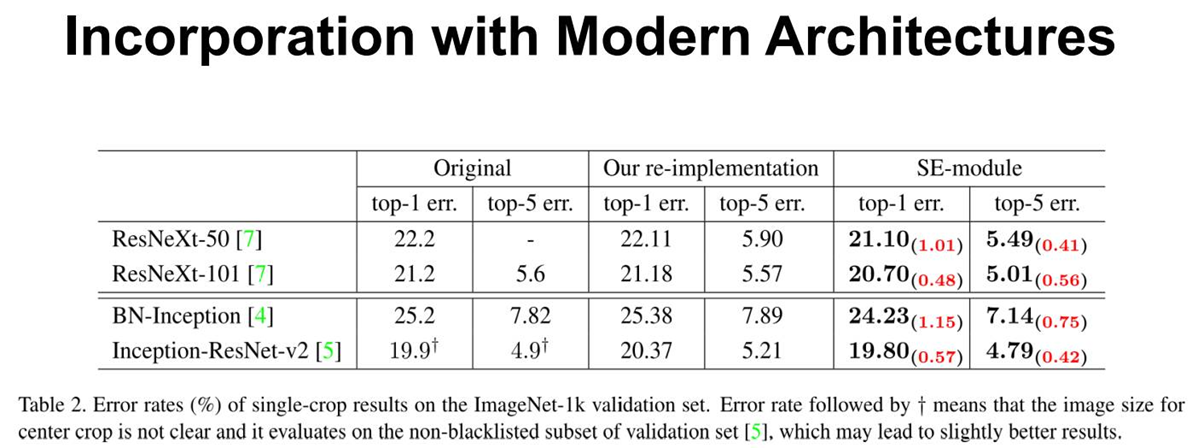 Incorporation with Modern Architectures
Original Our re-implementation SE-module
top-1 err. top-5 err. top-1 err. top-5 err. top-1 err. top-5 err.
ResNeXt-50 [7] 22.2 - 22.11 5.90 21.10(1.01) 5.49(0.41)
ResNeXt-101 [7] 21.2 5.6 21.18 5.57 20.70(0.48) 5.01(0.56)
BN-Inception [4] 25.2 7.82 25.38 7.89 24.23(1.15) 7.14(0.75)
Inception-ResNet-v2 [5] 19.9† 4.9† 20.37 5.21 19.80(0.57) 4.79(0.42)
Table 2. Error rates (%) of single-crop results on the ImageNet-1k validation set. Error rate followed by † means that the image size for
center crop is not clear and it evaluates on the non-blacklisted subset of validation set [5], which may lead to slightly better results.